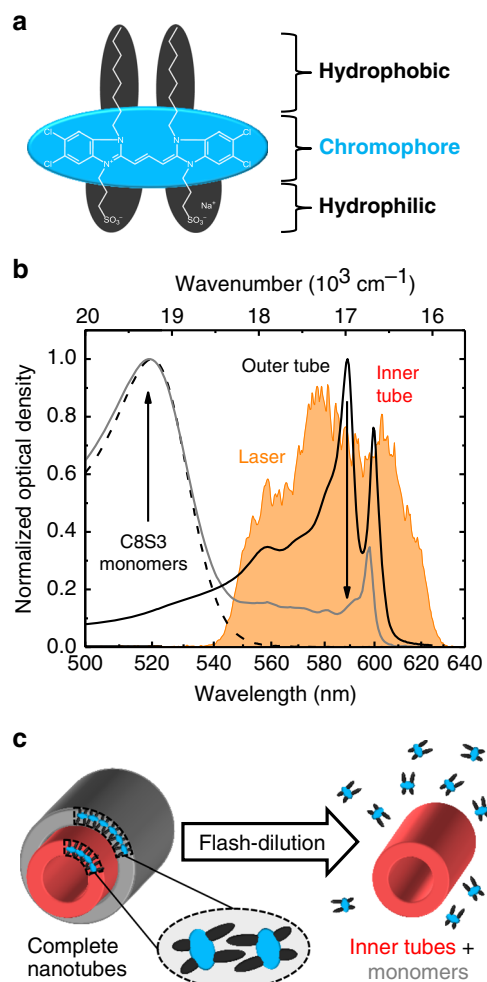 a
Hydrophobic
Chromophore
Hydrophilic
Cl
Cl
Cl
Cl
N
N
N
N
+
Na⁺
SO₃⁻
SO₃⁻
b
Wavenumber (10³ cm⁻¹)
20 19 18 17 16
Normalized optical density
1.0
0.8
0.6
0.4
0.2
0.0
Outer tube
Inner
tube
Laser
C8S3
monomers
500 520 540 560 580 600 620 640
Wavelength (nm)
c
Flash-dilution
Complete
nanotubes
Inner tubes +
monomers